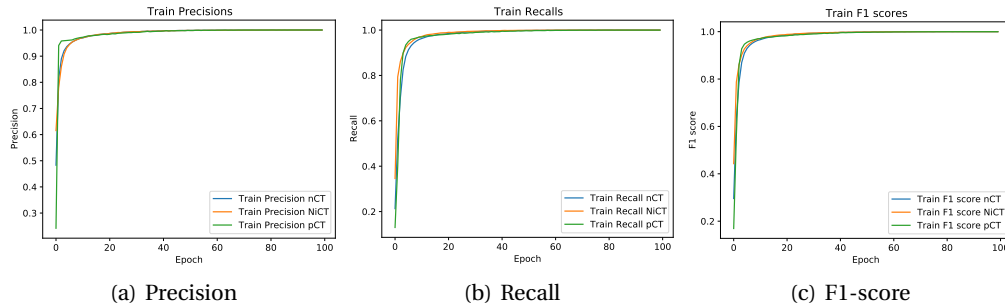 Train Precisions
1.0
0.9
0.8
0.7
0.6
0.5
0.4
0.3
Precision
Train Precision nCT
Train Precision NiCT
Train Precision pCT
0 20 40 60 80 100
Epoch
(a) Precision
Train Recalls
1.0
0.8
0.6
0.4
0.2
Recall
Train Recall nCT
Train Recall NiCT
Train Recall pCT
0 20 40 60 80 100
Epoch
(b) Recall
Train F1 scores
1.0
0.8
0.6
0.4
0.2
F1 score
Train F1 score nCT
Train F1 score NiCT
Train F1 score pCT
0 20 40 60 80 100
Epoch
(c) F1-score